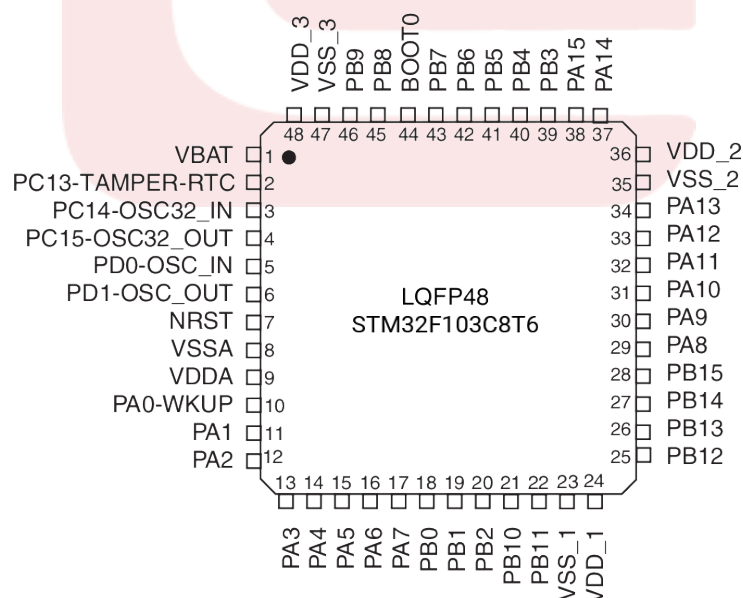 VDD_3
VSS_3
PB9
PB8
BOOT0
PB7
PB6
PB5
PB4
PB3
PA15
PA14
48 47 46 45 44 43 42 41 40 39 38 37
VBAT 1
PC13-TAMPER-RTC 2
PC14-OSC32_IN 3
PC15-OSC32_OUT 4
PD0-OSC_IN 5
PD1-OSC_OUT 6
NRST 7
VSSA 8
VDDA 9
PA0-WKUP 10
PA1 11
PA2 12
LQFP48
STM32F103C8T6
36 VDD_2
35 VSS_2
34 PA13
33 PA12
32 PA11
31 PA10
30 PA9
29 PA8
28 PB15
27 PB14
26 PB13
25 PB12
13 14 15 16 17 18 19 20 21 22 23 24
PA3
PA4
PA5
PA6
PA7
PB0
PB1
PB2
PB10
PB11
VSS_1
VDD_1